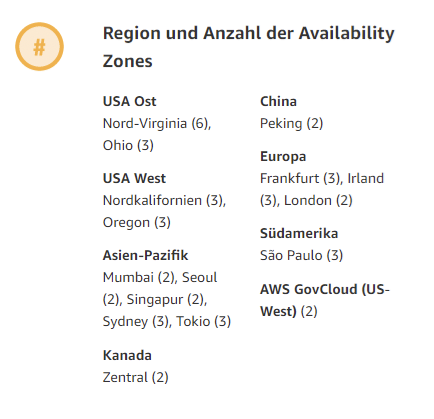 #
Region und Anzahl der Availability
Zones
USA Ost
Nord-Virginia (6),
Ohio (3)
USA West
Nordkalifornien (3),
Oregon (3)
Asien-Pazifik
Mumbai (2), Seoul
(2), Singapur (2),
Sydney (3), Tokio (3)
Kanada
Zentral (2)
China
Peking (2)
Europa
Frankfurt (3), Irland
(3), London (2)
Südamerika
São Paulo (3)
AWS GovCloud (US-
West) (2)